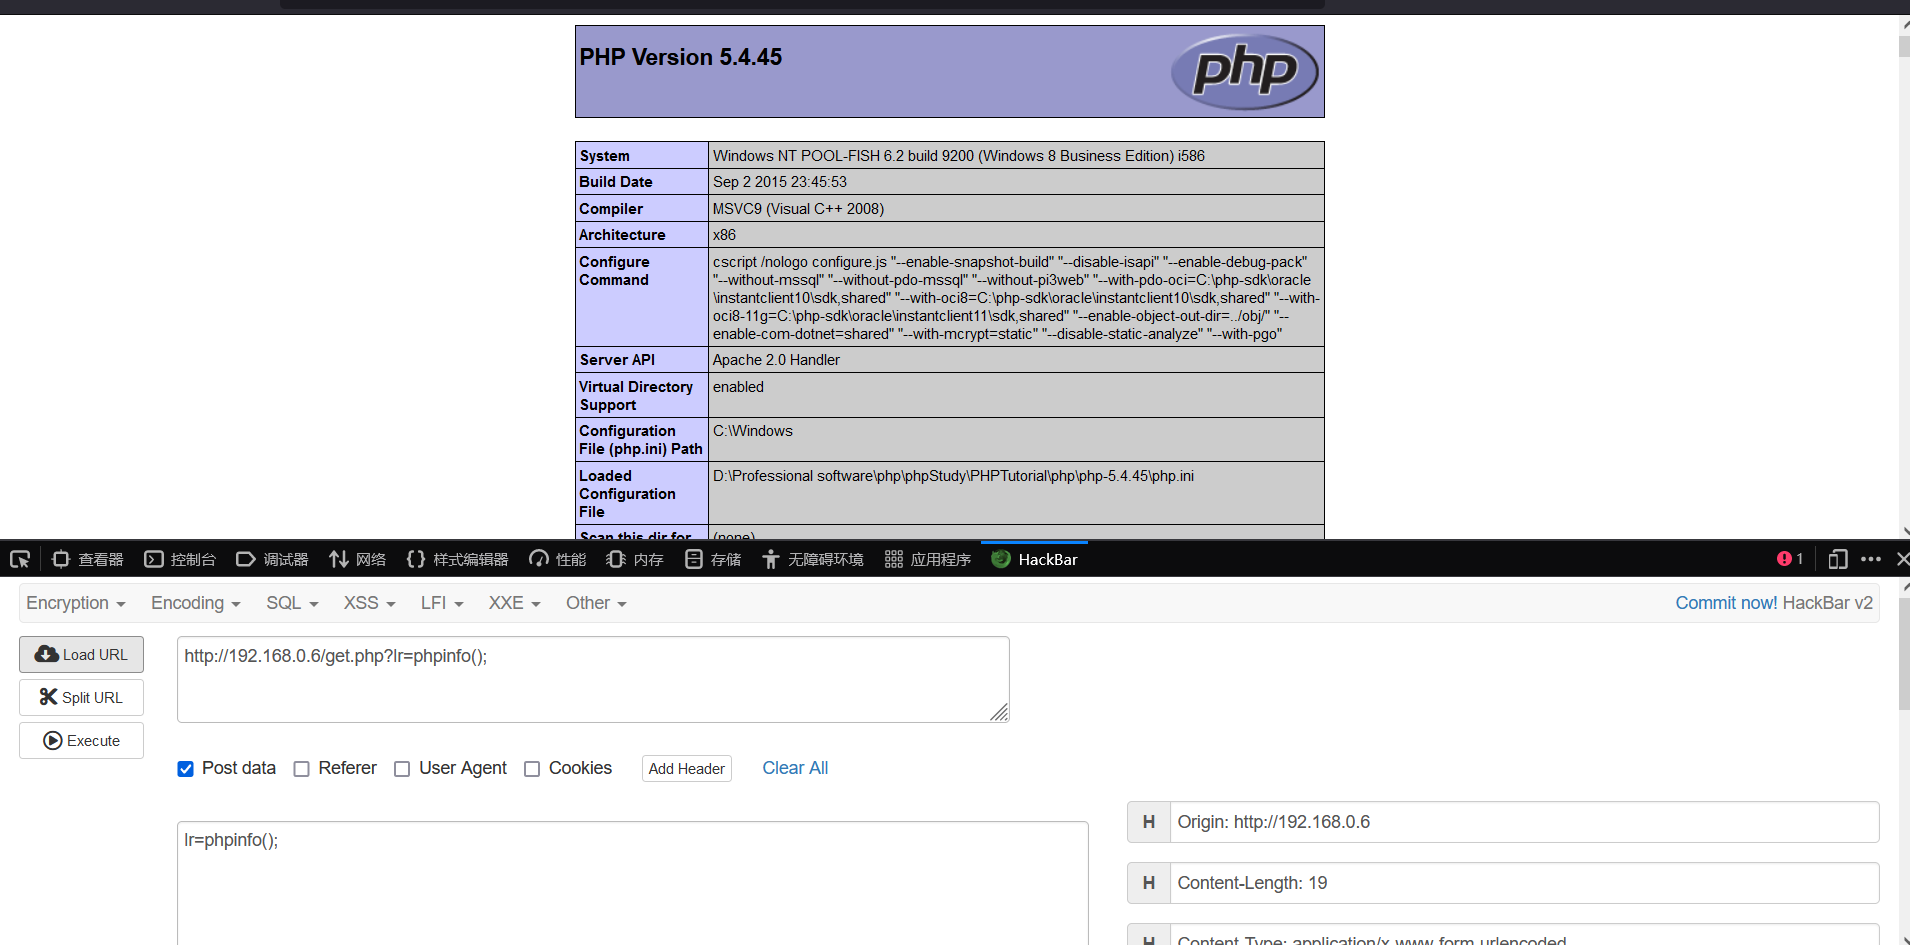 PHP Version 5.4.45
php
System Windows NT POOL-FISH 6.2 build 9200 (Windows 8 Business Edition) i586
Build Date Sep 2 2015 23:45:53
Compiler MSVC9 (Visual C++ 2008)
Architecture x86
Configure Command
cscript /nologo configure.js "--enable-snapshot-build" "--disable-isapi" "--enable-debug-pack"
"--without-mssql" "--without-pdo-mssql" "--without-pi3web" "--with-pdo-oci=C:\php-sdk\oracle
\instantclient10\sdk,shared" "--with-oci8=C:\php-sdk\oracle\instantclient10\sdk,shared" "--with-
oci8-11g=C:\php-sdk\oracle\instantclient11\sdk,shared" "--enable-object-out-dir=../obj/" "--
enable-com-dotnet=shared" "--with-mcrypt=static" "--disable-static-analyze" "--with-pgo"
Server API Apache 2.0 Handler
Virtual Directory
Support
enabled
Configuration
File (php.ini) Path
C:\Windows
Loaded
Configuration
File
D:\Professional software\php\phpStudy\PHPTutorial\php\php-5.4.45\php.ini
Scan this dir for (none)
查看器 控制台 调试器 网络 样式编辑器 性能 内存 存储 无障碍环境 应用程序 HackBar 1
Encryption Encoding SQL XSS LFI XXE Other Commit now! HackBar v2
Load URL
http://192.168.0.6/get.php?lr=phpinfo();
Split URL
Execute
Post data Referer User Agent Cookies Add Header Clear All
lr=phpinfo();
H Origin: http://192.168.0.6
H Content-Length: 19
H Content-Type: application/x-www-form-urlencoded